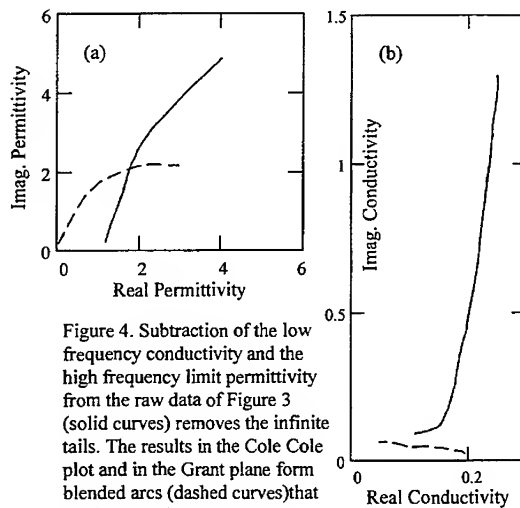 6
4
2
0
(a)
Imag. Permittivity
0
2
4
6
Real Permittivity
1.5
1
0.5
0
(b)
Imag. Conductivity
0.2
Real Conductivity
Figure 4. Subtraction of the low
frequency conductivity and the
high frequency limit permittivity
from the raw data of Figure 3
(solid curves) removes the infinite
tails. The results in the Cole Cole
plot and in the Grant plane form
blended arcs (dashed curves)that